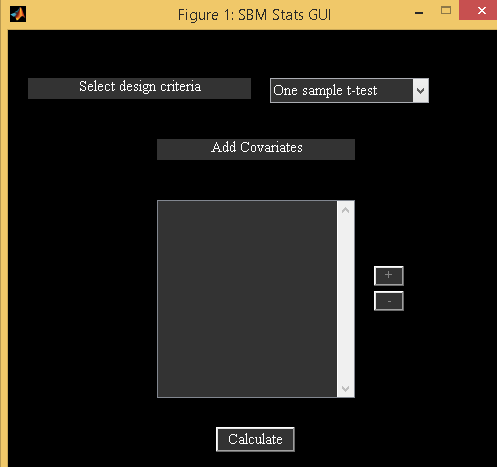 Figure 1: SBM Stats GUI
Select design criteria
One sample t-test
Add Covariates
+
-
Calculate